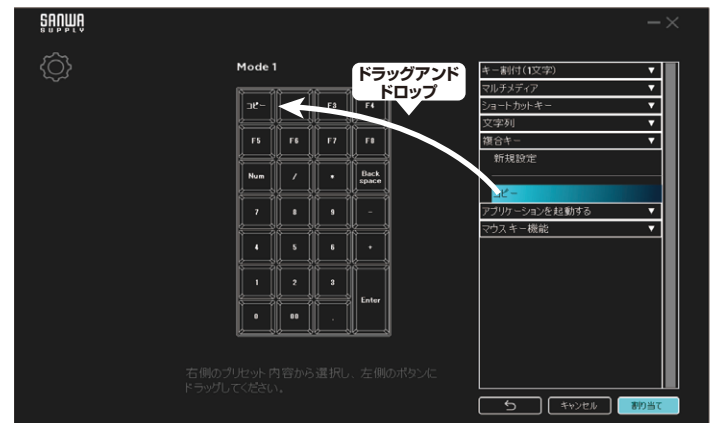 SANWA
SUPPLY
Mode 1
ドラッグアンド
ドロップ
コピー
F3
F4
F5
F6
F7
F8
Num
/
*
Back
space
7
8
9
-
4
5
6
+
1
2
3
Enter
0
00
.
キー割付(1文字)
マルチメディア
ショートカットキー
文字列
複合キー
新規設定
コピー
アプリケーションを起動する
マウスキー機能
右側のプリセット内容から選択し、左側のボタンに
ドラッグしてください。
キャンセル
割り当て